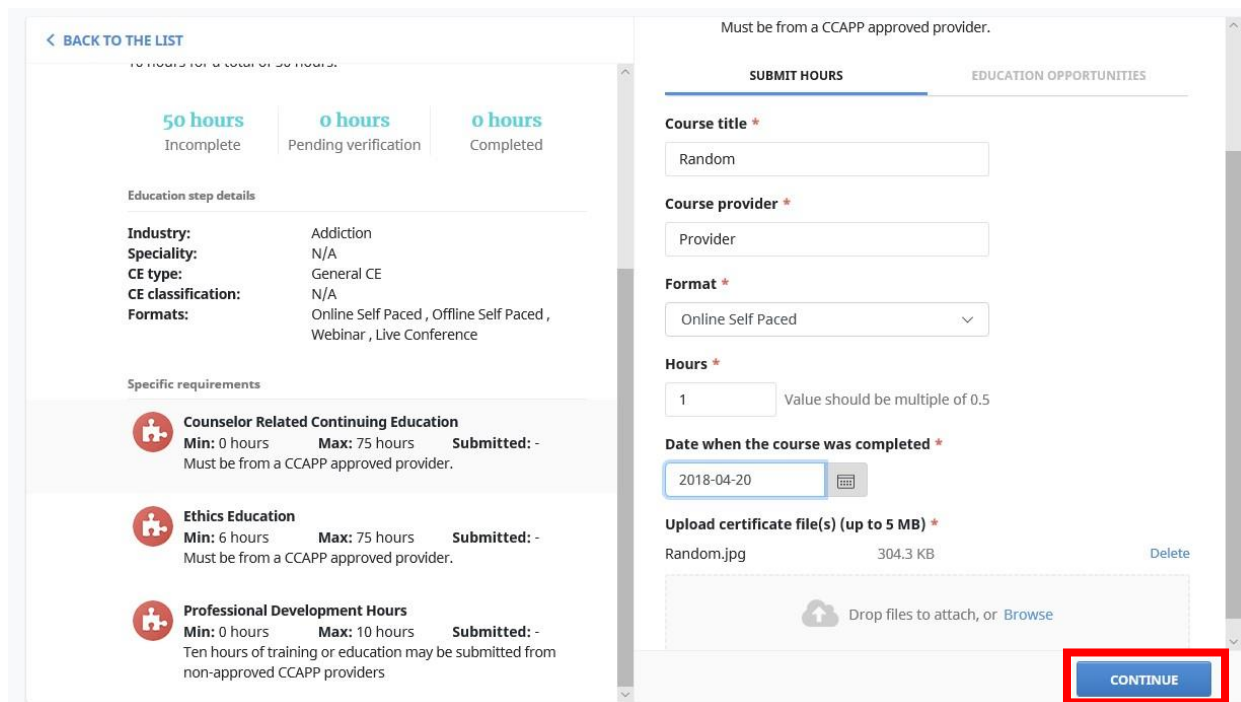 BACK TO THE LIST
50 hours
Incomplete
0 hours
Pending verification
0 hours
Completed
Education step details
Industry: Addiction
Speciality: N/A
CE type: General CE
CE classification: N/A
Formats: Online Self Paced , Offline Self Paced ,
Webinar , Live Conference
Specific requirements
Counselor Related Continuing Education
Min: 0 hours Max: 75 hours Submitted: -
Must be from a CCAPP approved provider.
Ethics Education
Min: 6 hours Max: 75 hours Submitted: -
Must be from a CCAPP approved provider.
Professional Development Hours
Min: 0 hours Max: 10 hours Submitted: -
Ten hours of training or education may be submitted from
non-approved CCAPP providers
Must be from a CCAPP approved provider.
SUBMIT HOURS
EDUCATION OPPORTUNITIES
Course title *
Random
Course provider *
Provider
Format *
Online Self Paced
Hours *
1 Value should be multiple of 0.5
Date when the course was completed *
2018-04-20
Upload certificate file(s) (up to 5 MB) *
Random.jpg 304.3 KB Delete
Drop files to attach, or Browse
CONTINUE